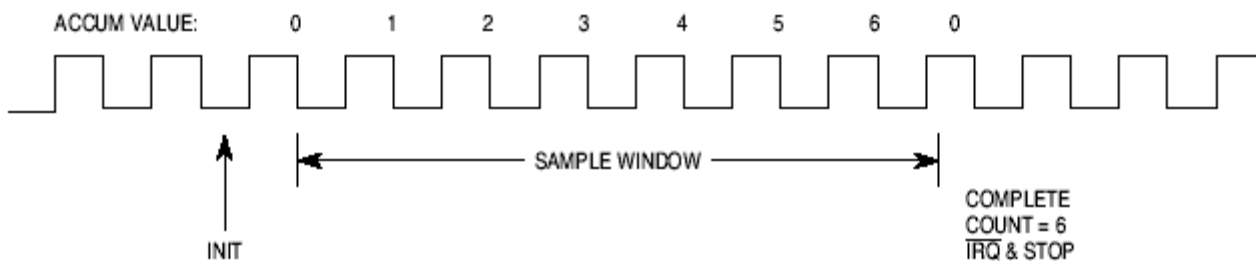 ACCUM VALUE: 0 1 2 3 4 5 6 0
SAMPLE WINDOW
COMPLETE
COUNT = 6
IRQ & STOP
INIT